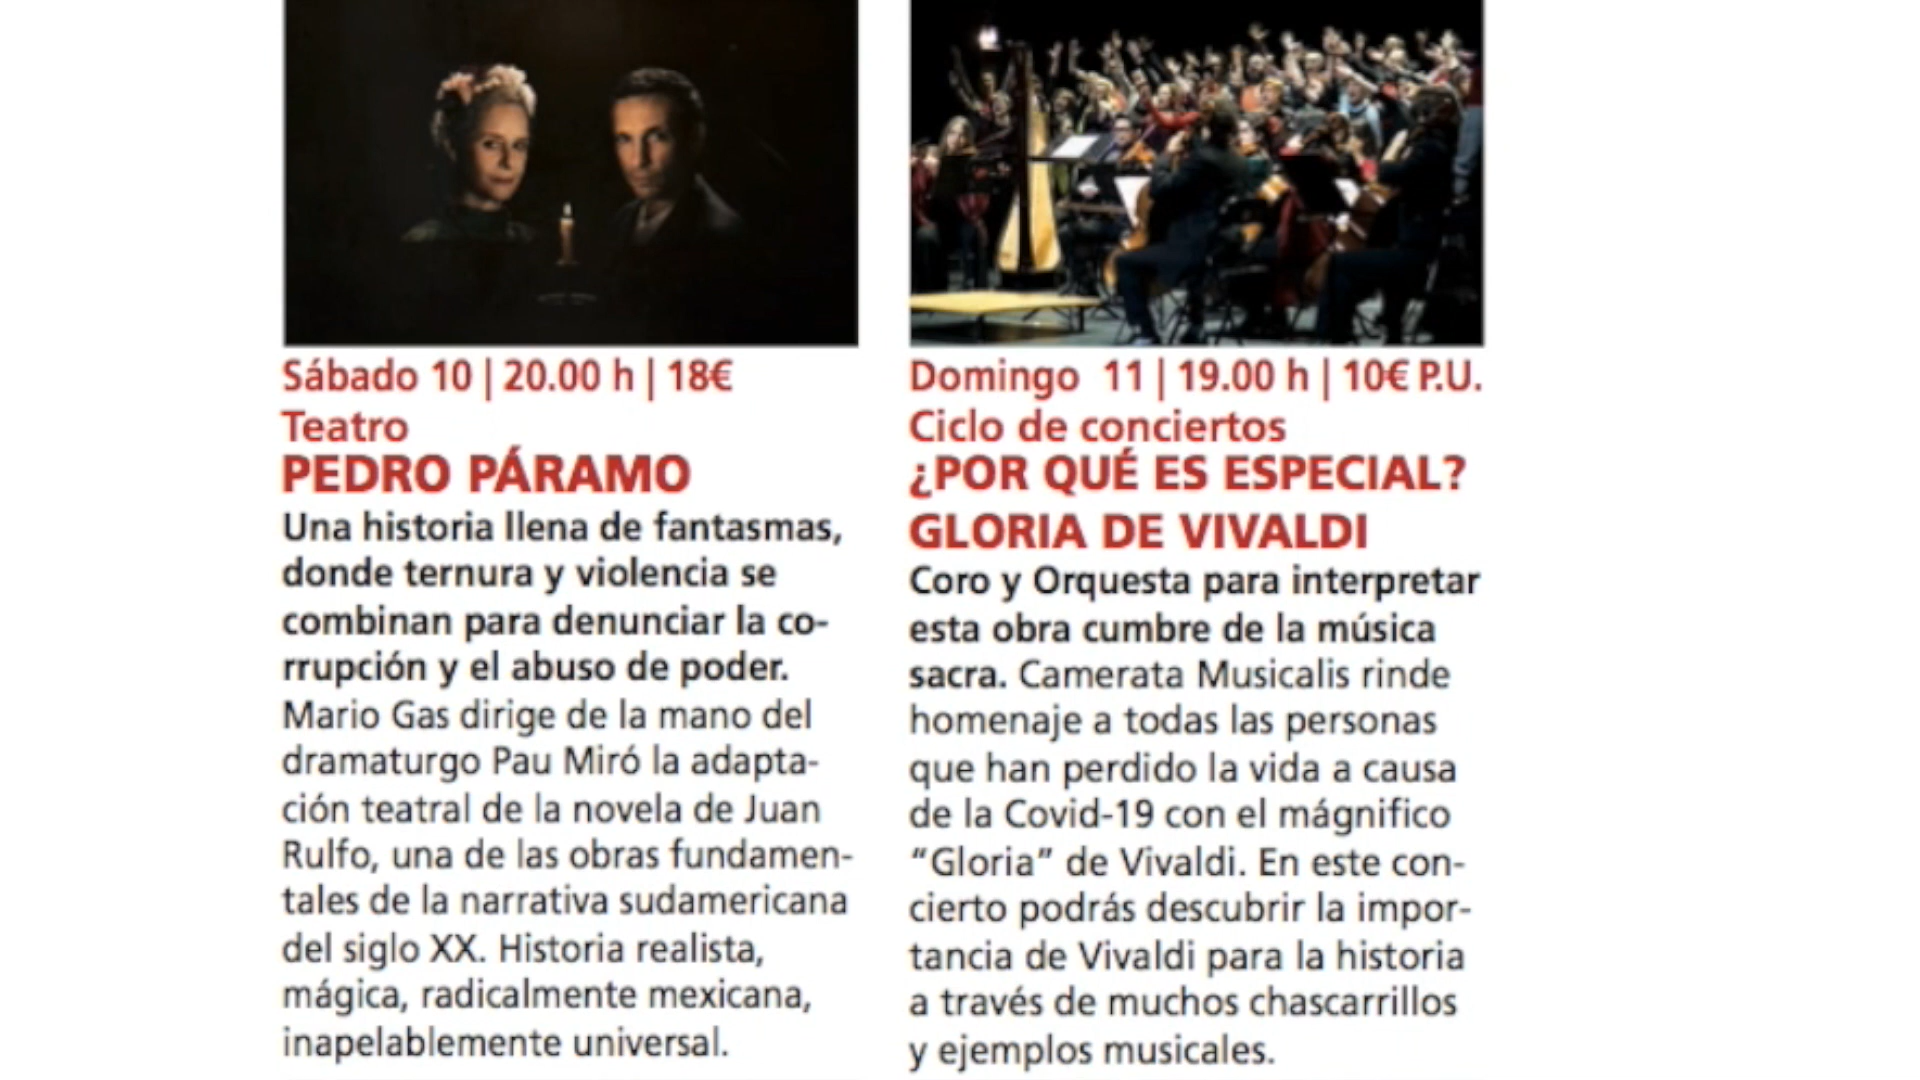 Sábado 10 | 20.00 h | 18€
Teatro
PEDRO PÁRAMO
Una historia llena de fantasmas,
donde ternura y violencia se
combinan para denunciar la co-
rrupción y el abuso de poder.
Mario Gas dirige de la mano del
dramaturgo Pau Miró la adapta-
ción teatral de la novela de Juan
Rulfo, una de las obras fundamen-
tales de la narrativa sudamericana
del siglo XX. Historia realista,
mágica, radicalmente mexicana,
inapelablemente universal.
Domingo 11 | 19.00 h | 10€ P.U.
Ciclo de conciertos
¿POR QUÉ ES ESPECIAL?
GLORIA DE VIVALDI
Coro y Orquesta para interpretar
esta obra cumbre de la música
sacra. Camerata Musicalis rinde
homenaje a todas las personas
que han perdido la vida a causa
de la Covid-19 con el mágnifico
“Gloria” de Vivaldi. En este con-
cierto podrás descubrir la impor-
tancia de Vivaldi para la historia
a través de muchos chascarrillos
y ejemplos musicales.